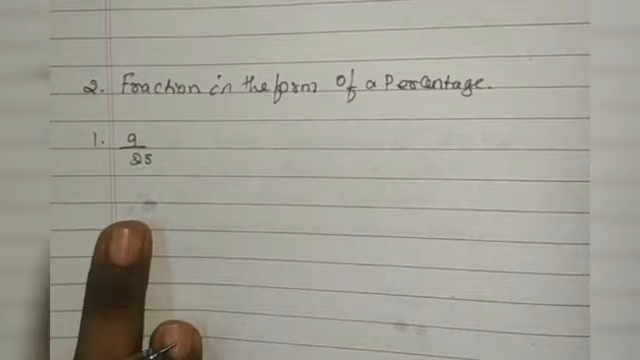 2. Fraction in the form of a Percentage.
1. 9
25